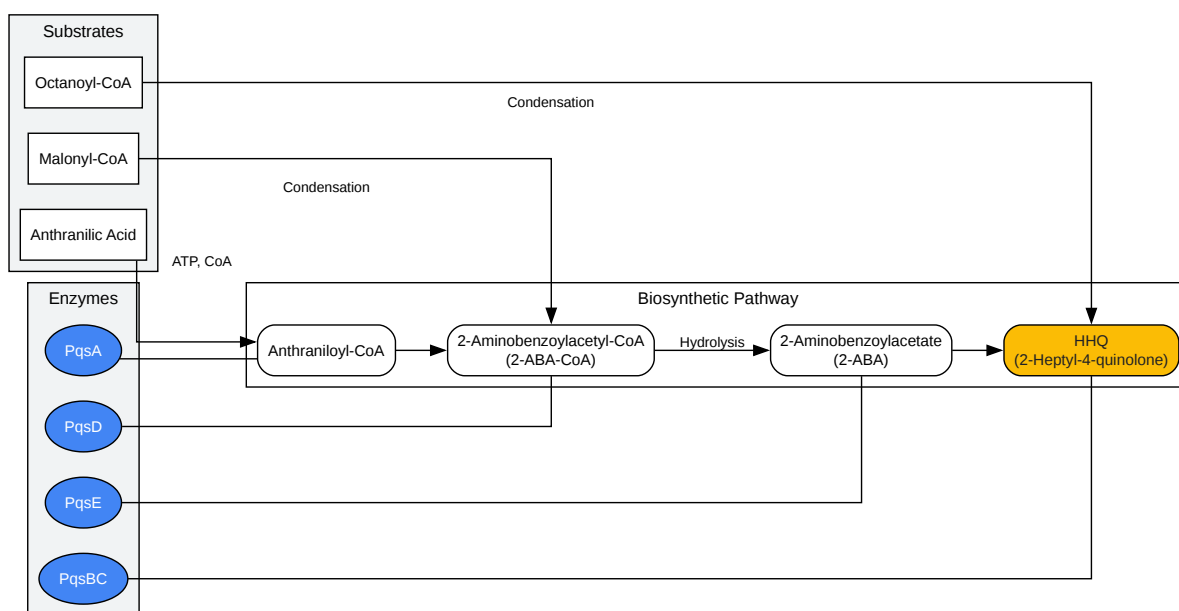 Substrates
Octanoyl-CoA
Condensation
Malonyl-CoA
Condensation
Anthranilic Acid
ATP, CoA
Enzymes
Biosynthetic Pathway
PqsA
Anthraniloyl-CoA
2-Aminobenzoylacetyl-CoA
(2-ABA-CoA)
Hydrolysis
2-Aminobenzoylacetate
(2-ABA)
HHQ
(2-Heptyl-4-quinolone)
PqsD
PqsE
PqsBC